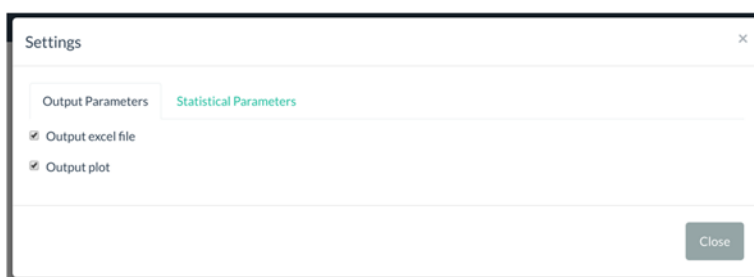 Settings
×
Output Parameters Statistical Parameters
Output excel file
Output plot
Close